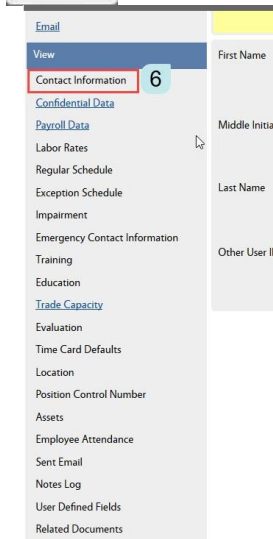 Email
View
First Name
Contact Information 6
Confidential Data
Payroll Data
Middle Initia
Labor Rates
Regular Schedule
Exception Schedule
Last Name
Impairment
Emergency Contact Information
Training
Other User I
Education
Trade Capacity
Evaluation
Time Card Defaults
Location
Position Control Number
Assets
Employee Attendance
Sent Email
Notes Log
User Defined Fields
Related Documents